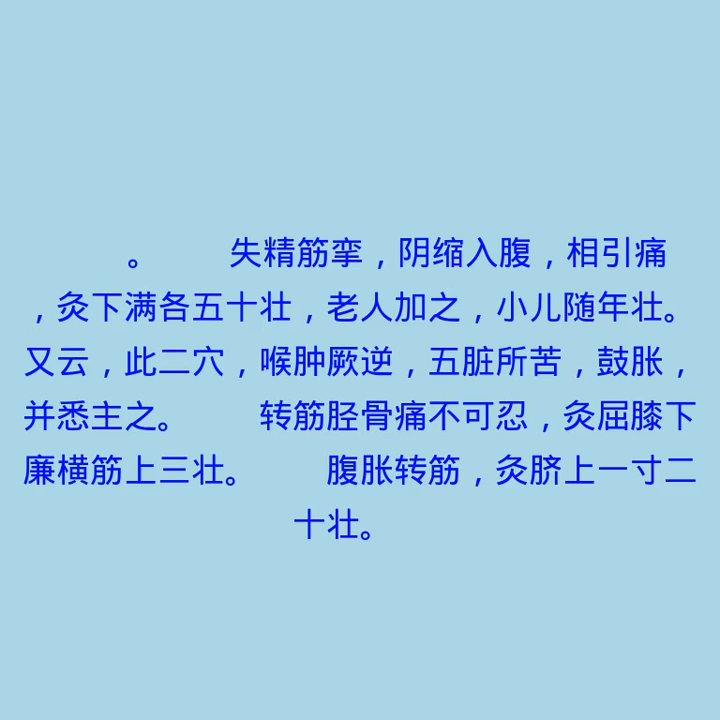 。　　失精筋挛，阴缩入腹，相引痛
，灸下满各五十壮，老人加之，小儿随年壮。
又云，此二穴，喉肿厥逆，五脏所苦，鼓胀，
并悉主之。　　转筋胫骨痛不可忍，灸屈膝下
廉横筋上三壮。　　腹胀转筋，灸脐上一寸二
十壮。